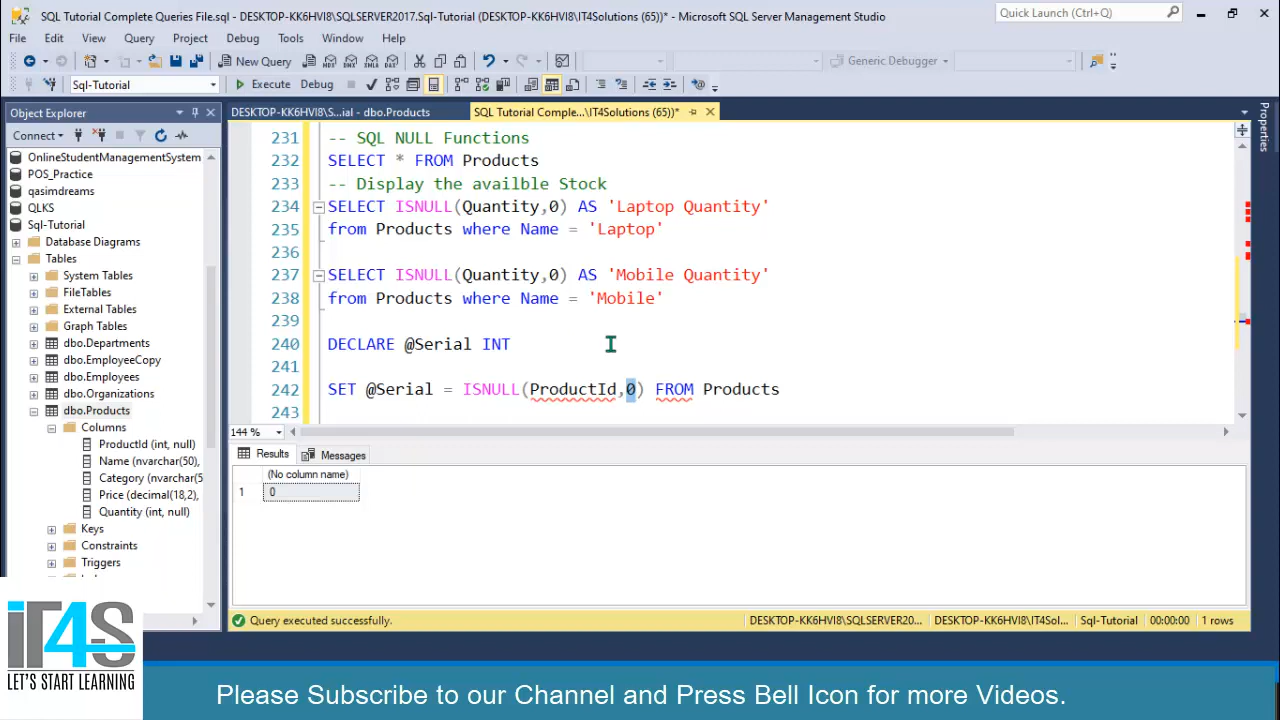 SQL Tutorial Complete Queries File.sql - DESKTOP-KK6HVI8\SQLSERVER2017.Sql-Tutorial (DESKTOP-KK6HVI8\IT4Solutions (65))* - Microsoft SQL Server Management Studio
Quick Launch (Ctrl+Q)
File Edit View Query Project Debug Tools Window Help
New Query
Generic Debugger
Sql-Tutorial
Execute Debug
Object Explorer
DESKTOP-KK6HVI8\S...ial - dbo.Products
SQL Tutorial Comple...\IT4Solutions (65))*
Properties
Connect
OnlineStudentManagementSystem
POS_Practice
qasimdreams
QLKS
Sql-Tutorial
Database Diagrams
Tables
System Tables
FileTables
External Tables
Graph Tables
dbo.Departments
dbo.EmployeeCopy
dbo.Employees
dbo.Organizations
dbo.Products
Columns
ProductId (int, null)
Name (nvarchar(50),
Category (nvarchar(5
Price (decimal(18,2),
Quantity (int, null)
Keys
Constraints
Triggers
231 -- SQL NULL Functions
232 SELECT * FROM Products
233 -- Display the availble Stock
234 SELECT ISNULL(Quantity,0) AS 'Laptop Quantity'
235 from Products where Name = 'Laptop'
236
237 SELECT ISNULL(Quantity,0) AS 'Mobile Quantity'
238 from Products where Name = 'Mobile'
239
240 DECLARE @Serial INT
241
242 SET @Serial = ISNULL(ProductId,0) FROM Products
243
144 %
Results Messages
(No column name)
1 0
Query executed successfully.
DESKTOP-KK6HVI8\SQLSERVER20... DESKTOP-KK6HVI8\IT4Sol... Sql-Tutorial 00:00:00 1 rows
iT4S
LET'S START LEARNING
Please Subscribe to our Channel and Press Bell Icon for more Videos.